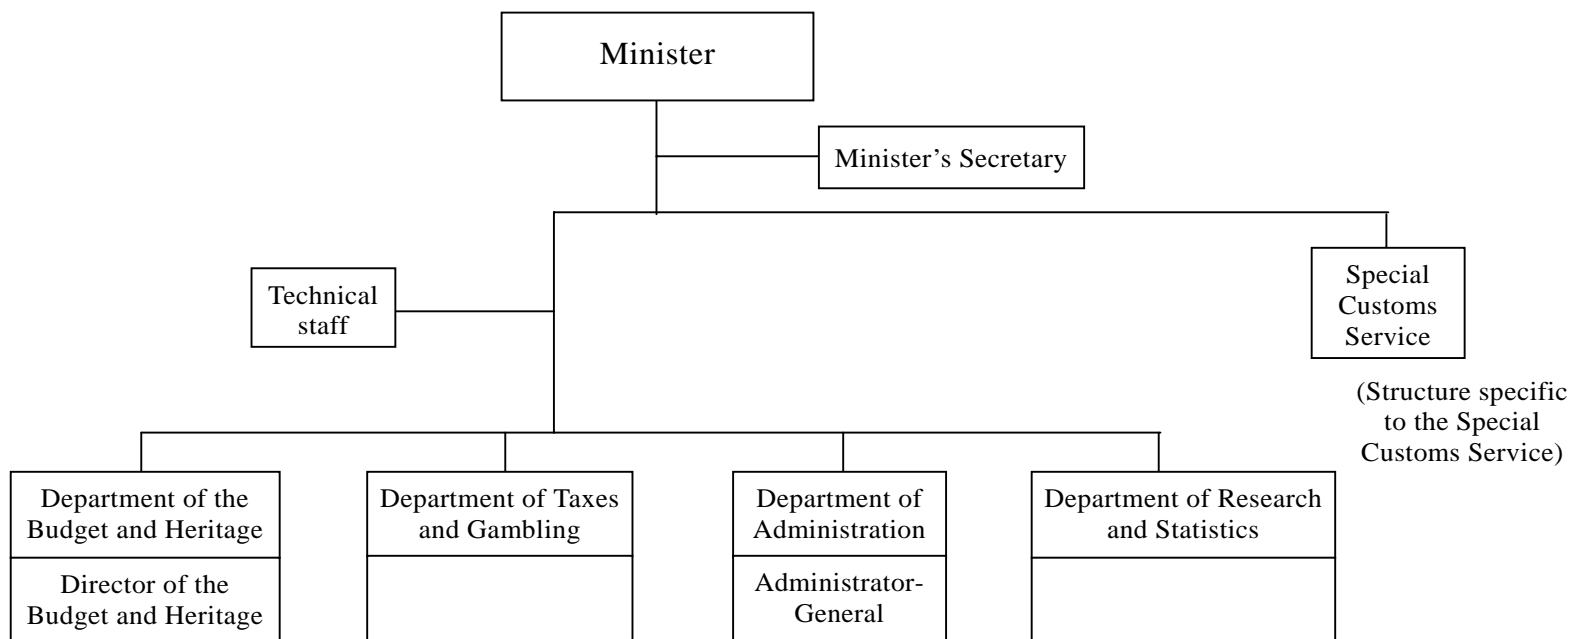 Minister
Minister’s Secretary
Technical
staff
Special
Customs
Service
(Structure specific
to the Special
Customs Service)
Department of the
Budget and Heritage
Director of the
Budget and Heritage
Department of Taxes
and Gambling
Department of
Administration
Administrator-
General
Department of Research
and Statistics